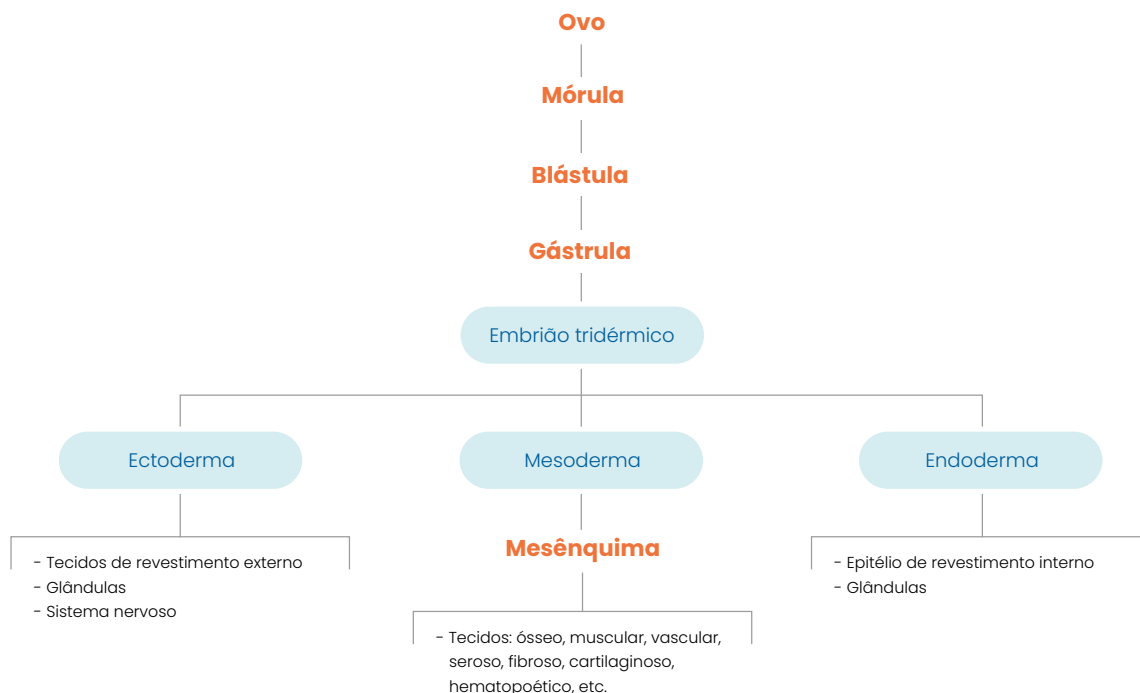 Ovo
Mórula
Blástula
Gástrula
Embrião tridérmico
Ectoderma
Mesoderma
Endoderma
- Tecidos de revestimento externo
- Glândulas
- Sistema nervoso
Mesênquima
- Tecidos: ósseo, muscular, vascular,
seroso, fibroso, cartilaginoso,
hematopoético, etc.
- Epitélio de revestimento interno
- Glândulas